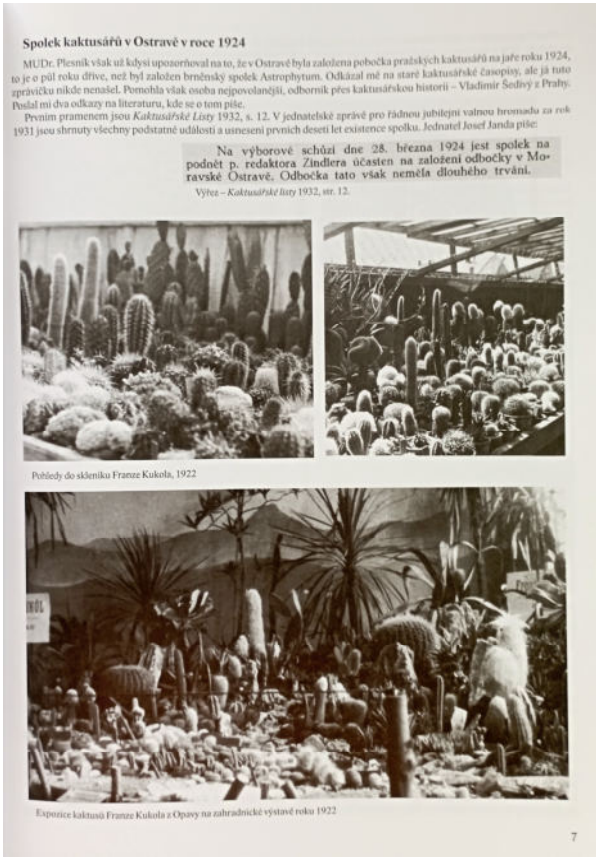 Spolek kaktusářů v Ostravě v roce 1924
MUDr. Plesník však už kdysi upozorňoval na to, že v Ostravě byla založena pobočka pražských kaktusářů na jaře roku 1924,
to je o půl roku dříve, než byl založen brněnský spolek Astrophytum. Odkázal mé na staré kaktusářské časopisy, ale já tuto
zprávičku nikde nenašel. Pomohla však osoba nejpovolanější, odborník přes kaktusářskou historii – Vladimír Šedivý z Prahy.
Poslal mi dva odkazy na literaturu, kde se o tom píše.
Prvním pramenem jsou Kaktusářské Listy 1932, s. 12. V jednatelské zprávě pro řádnou jubilejní valnou hromadu za rok
1931 jsou shrnuty všechny podstatné události a usnesení prvních deseti let existence spolku. Jednatel Josef Janda píše:
Na výborové schůzi dne 28. března 1924 jest spolek na
podnět p. redaktora Zindlera účasten na založení odbočky v Mo-
ravské Ostravě. Odbočka tato však neměla dlouhého trvání.
Výřez – Kaktusářské listy 1932, str. 12.
Pohledy do skleníku Franze Kukola, 1922
Expozice kaktusů Franze Kukola z Opavy na zahradnické výstavě roku 1922
7